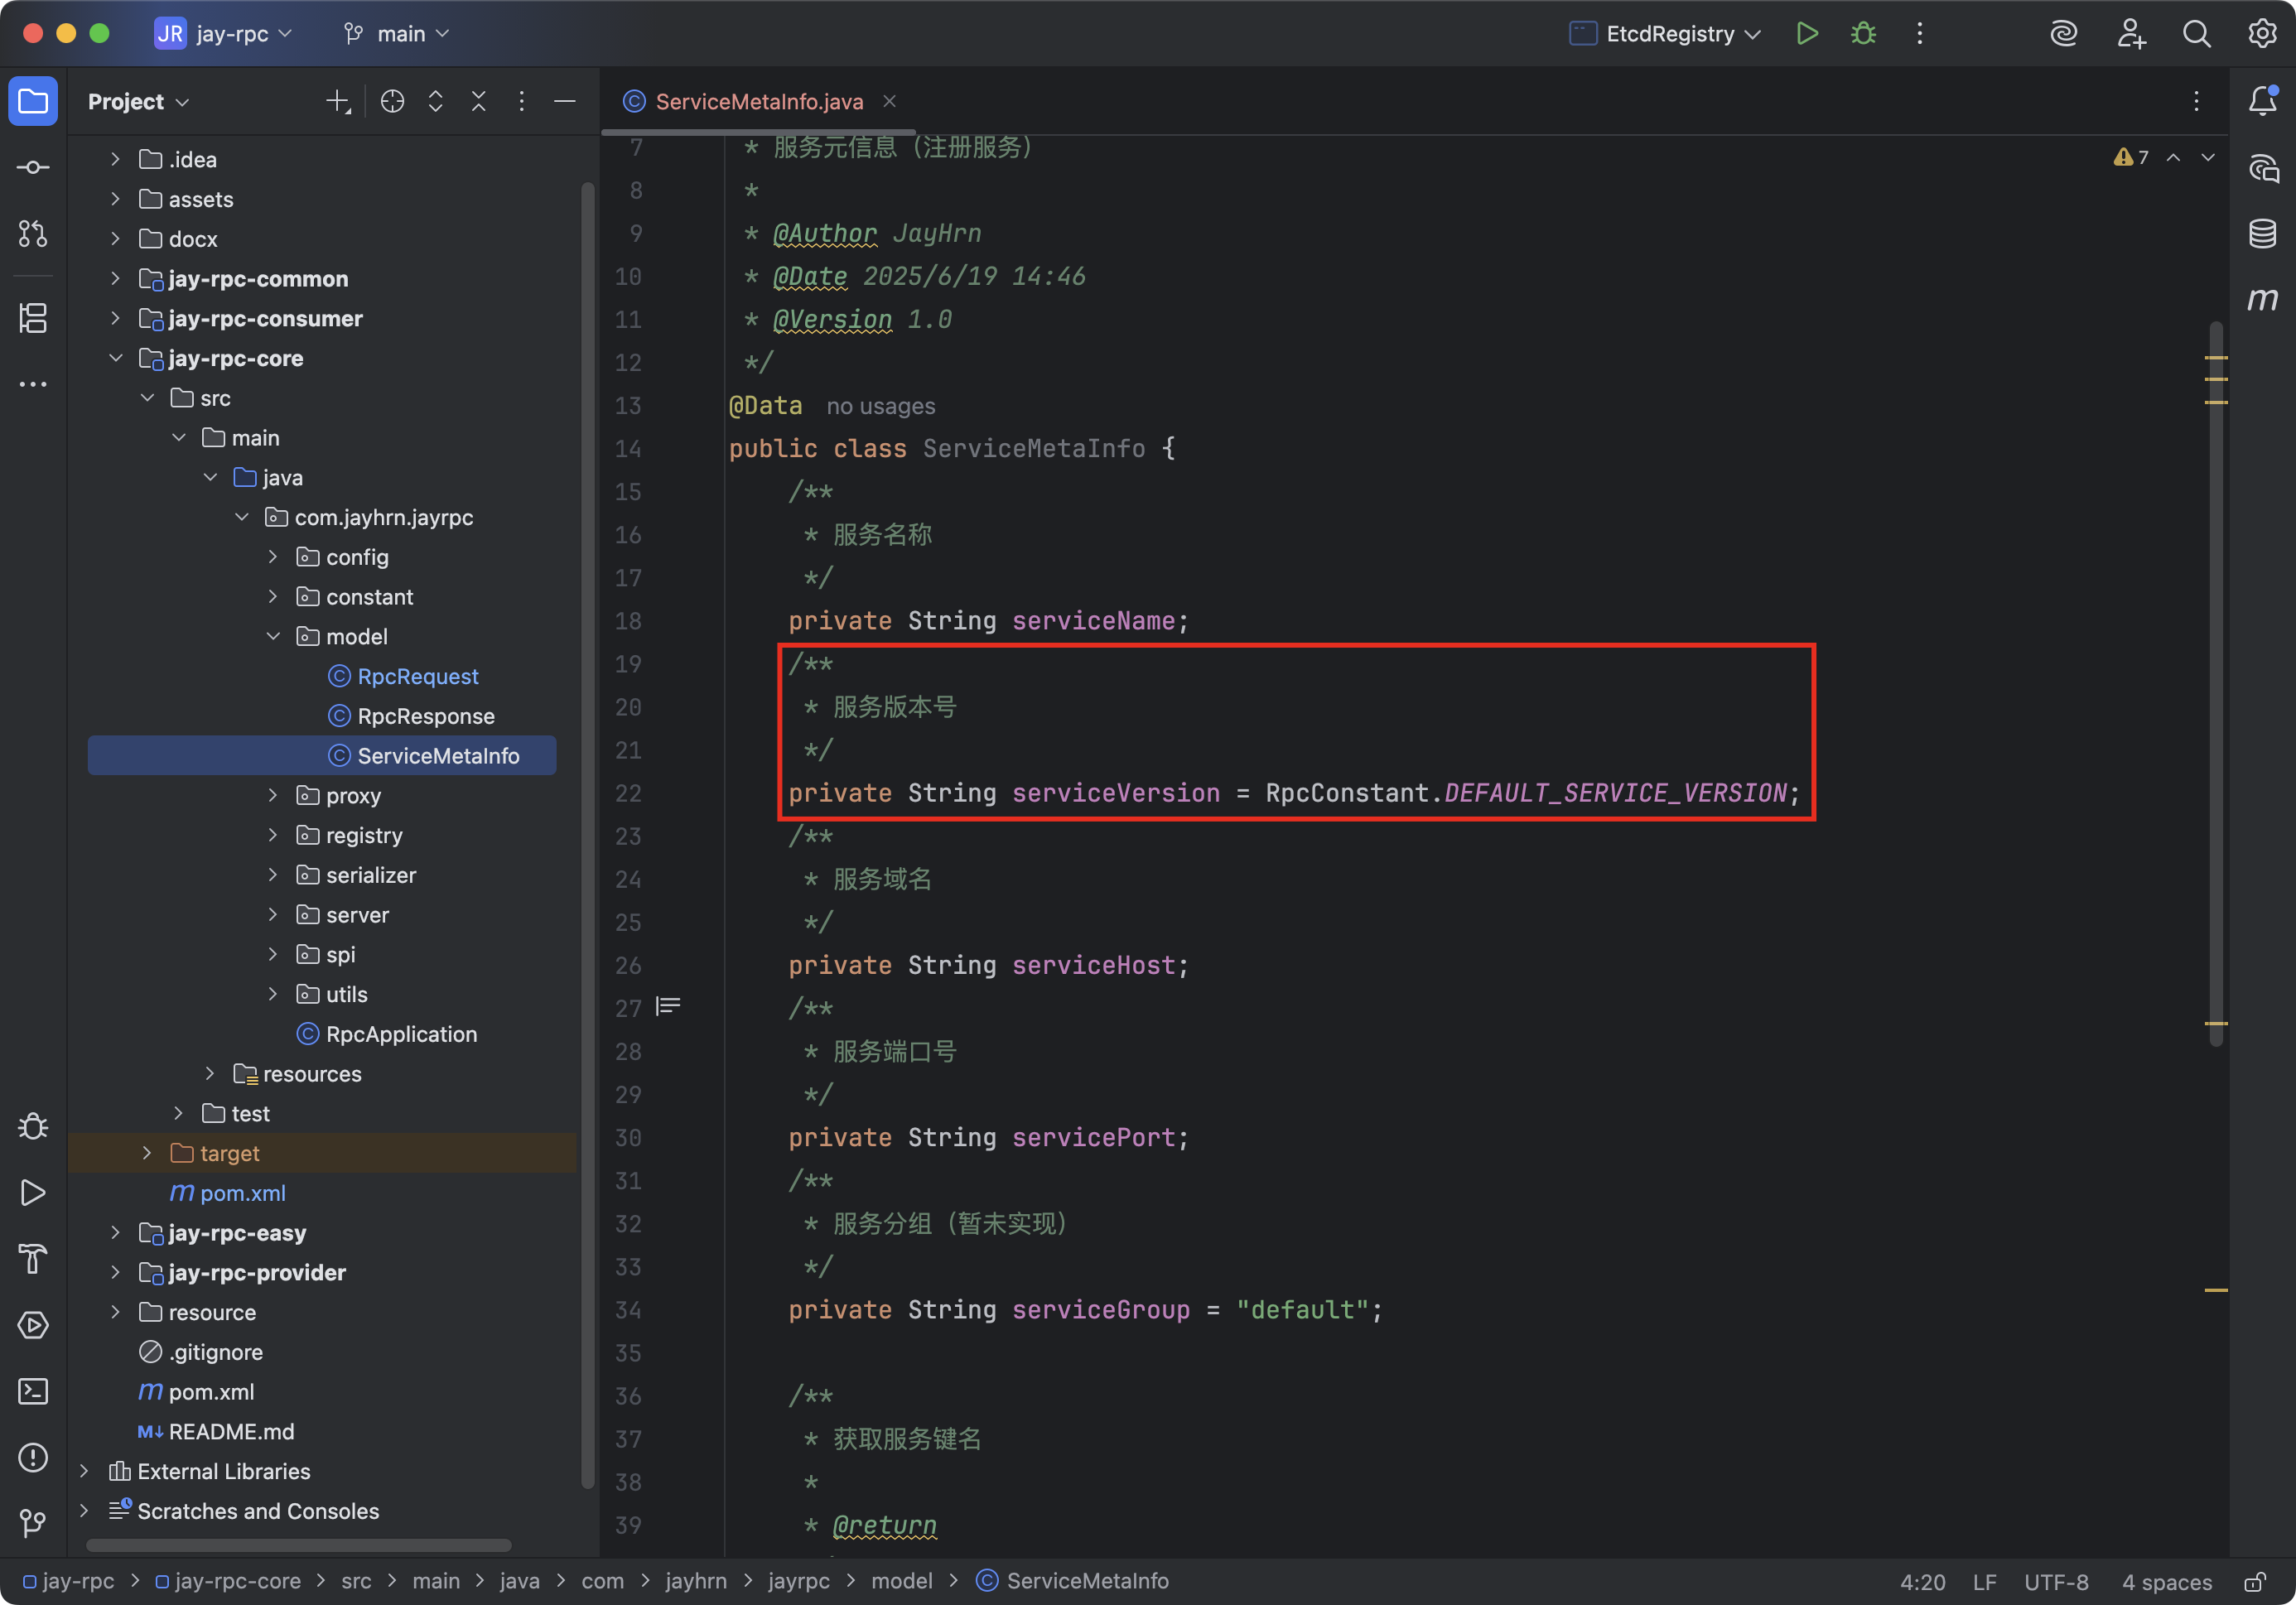 JR jay-rpc main EtcdRegistry
Project
.idea
assets
docx
jay-rpc-common
jay-rpc-consumer
jay-rpc-core
src
main
java
com.jayhrn.jayrpc
config
constant
model
RpcRequest
RpcResponse
ServiceMetaInfo
proxy
registry
serializer
server
spi
utils
RpcApplication
resources
test
target
m pom.xml
jay-rpc-easy
jay-rpc-provider
resource
.gitignore
m pom.xml
M↓ README.md
External Libraries
Scratches and Consoles
ServiceMetaInfo.java
7
7 * 服务元信息（注册服务）
8 *
9 * @Author JayHrn
10 * @Date 2025/6/19 14:46
11 * @Version 1.0
12 */
13 @Data no usages
14 public class ServiceMetaInfo {
15 /**
16 * 服务名称
17 */
18 private String serviceName;
19 /**
20 * 服务版本号
21 */
22 private String serviceVersion = RpcConstant.DEFAULT_SERVICE_VERSION;
23 /**
24 * 服务域名
25 */
26 private String serviceHost;
27 /**
28 * 服务端口号
29 */
30 private String servicePort;
31 /**
32 * 服务分组（暂未实现）
33 */
34 private String serviceGroup = "default";
35
36 /**
37 * 获取服务键名
38 *
39 * @return
m
jay-rpc > jay-rpc-core > src > main > java > com > jayhrn > jayrpc > model > ServiceMetaInfo
4:20 LF UTF-8 4 spaces